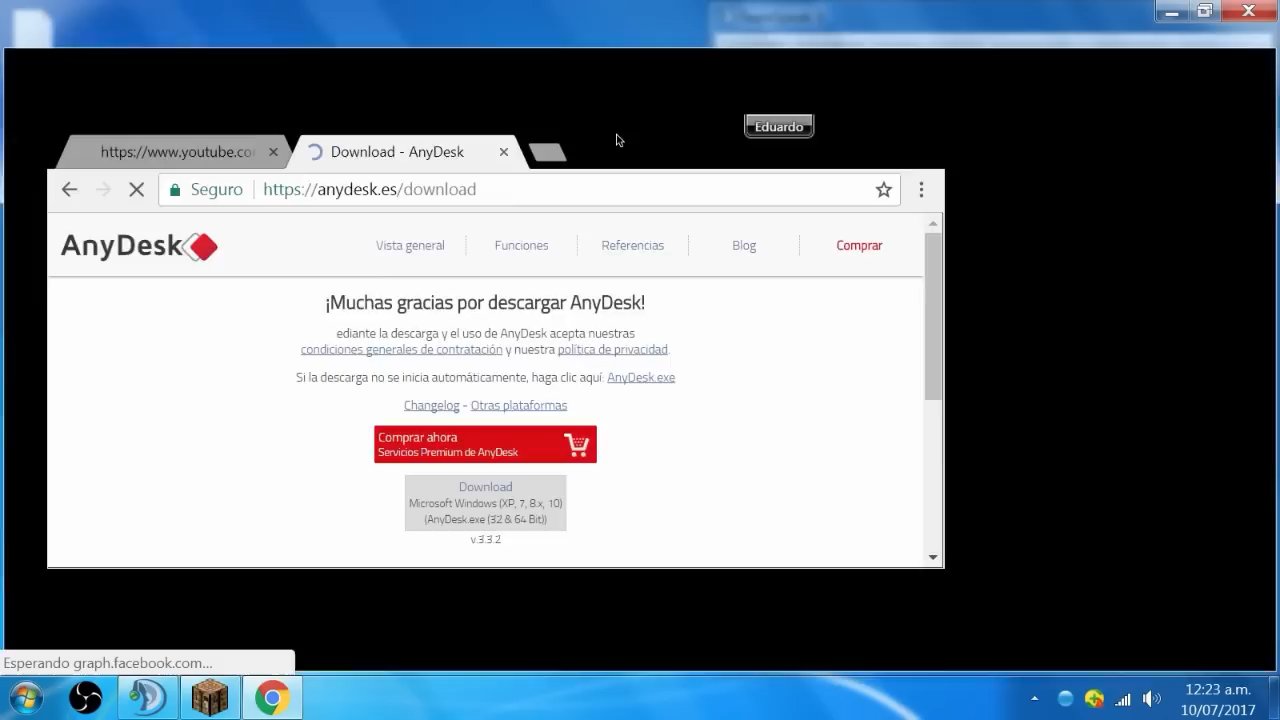 Eduardo
https://www.youtube.co
Download - AnyDesk
Seguro
https://anydesk.es/download
AnyDesk
Vista general
Funciones
Referencias
Blog
Comprar
¡Muchas gracias por descargar AnyDesk!
ediante la descarga y el uso de AnyDesk acepta nuestras
condiciones generales de contratación y nuestra política de privacidad.
Si la descarga no se inicia automáticamente, haga clic aquí: AnyDesk.exe
Changelog - Otras plataformas
Comprar ahora
Servicios Premium de AnyDesk
Download
Microsoft Windows (XP, 7, 8.x, 10)
(AnyDesk.exe (32 & 64 Bit))
v.3.3.2
Esperando graph.facebook.com...
12:23 a.m.
10/07/2017